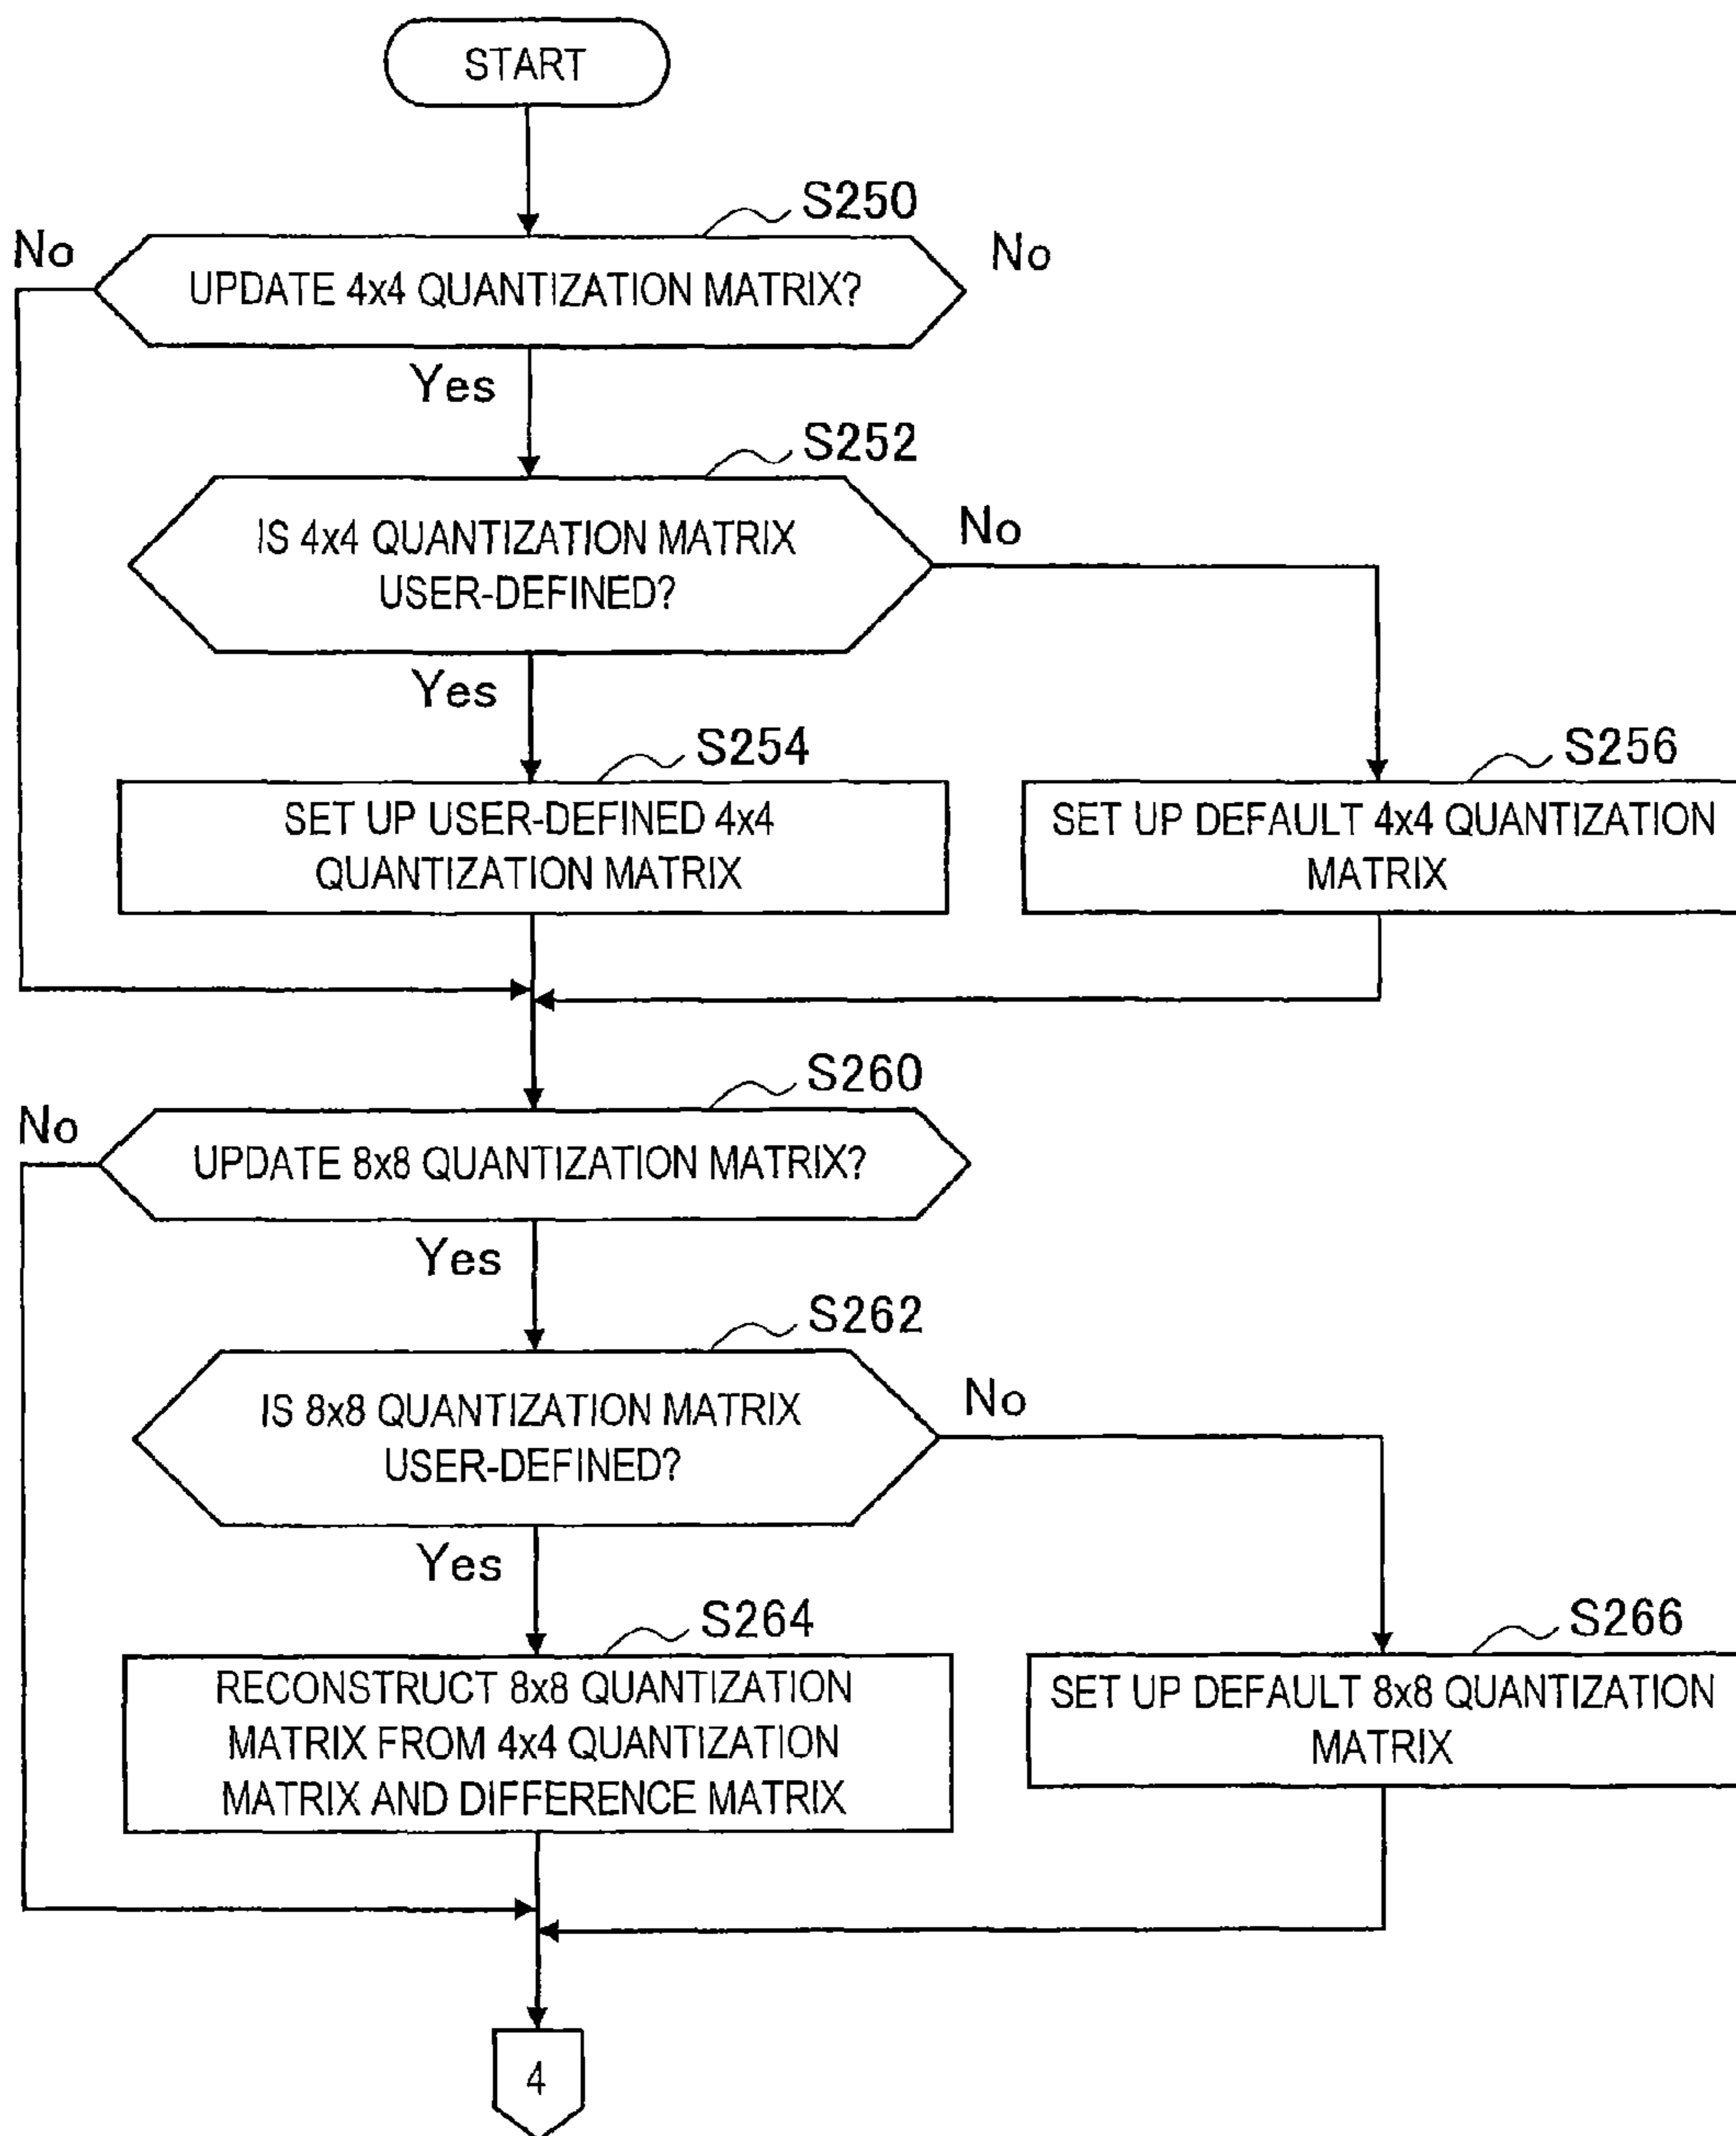 START
S250
No
No
UPDATE 4x4 QUANTIZATION MATRIX?
Yes
S252
IS 4x4 QUANTIZATION MATRIX
USER-DEFINED?
No
Yes
S254
S256
SET UP USER-DEFINED 4x4
QUANTIZATION MATRIX
SET UP DEFAULT 4x4 QUANTIZATION
MATRIX
S260
No
UPDATE 8x8 QUANTIZATION MATRIX?
Yes
S262
IS 8x8 QUANTIZATION MATRIX
USER-DEFINED?
No
Yes
S264
S266
RECONSTRUCT 8x8 QUANTIZATION
MATRIX FROM 4x4 QUANTIZATION
MATRIX AND DIFFERENCE MATRIX
SET UP DEFAULT 8x8 QUANTIZATION
MATRIX
4